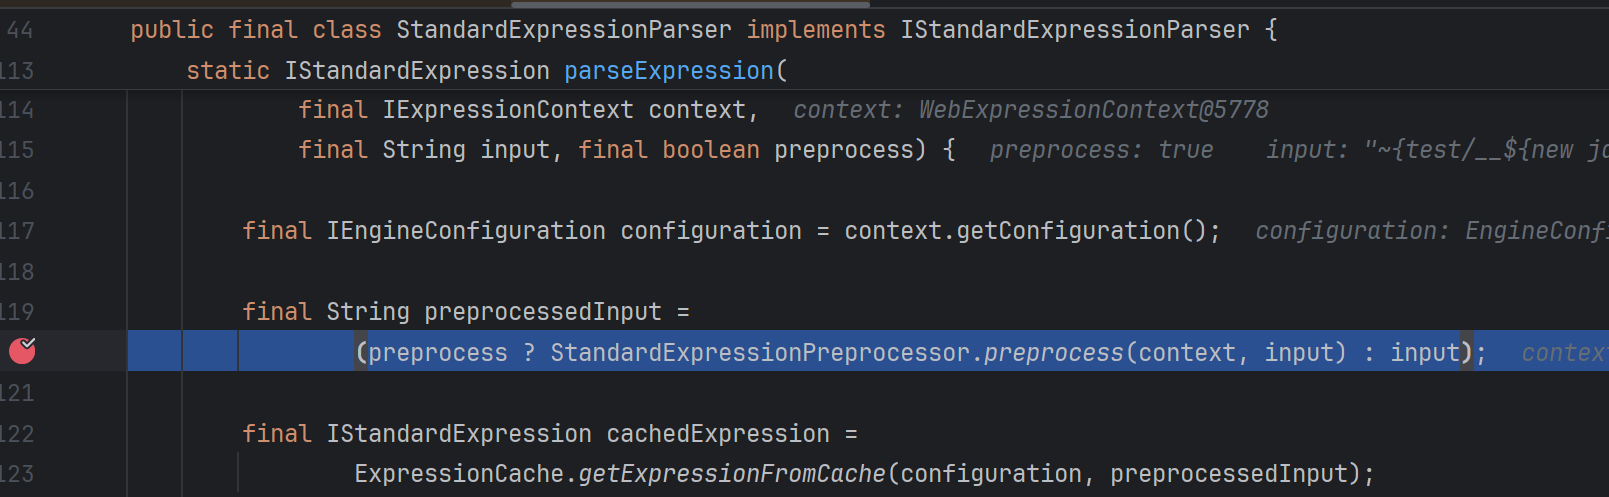 44 public final class StandardExpressionParser implements IStandardExpressionParser {
113 static IStandardExpression parseExpression(
114 final IExpressionContext context, context: WebExpressionContext@5778
115 final String input, final boolean preprocess) { preprocess: true input: "~{test/__${new
116
117 final IEngineConfiguration configuration = context.getConfiguration(); configuration:
118
119 final String preprocessedInput =
(preprocess ? StandardExpressionPreprocessor.preprocess(context, input) : input);
121
122 final IStandardExpression cachedExpression =
123 ExpressionCache.getExpressionFromCache(configuration, preprocessedInput);